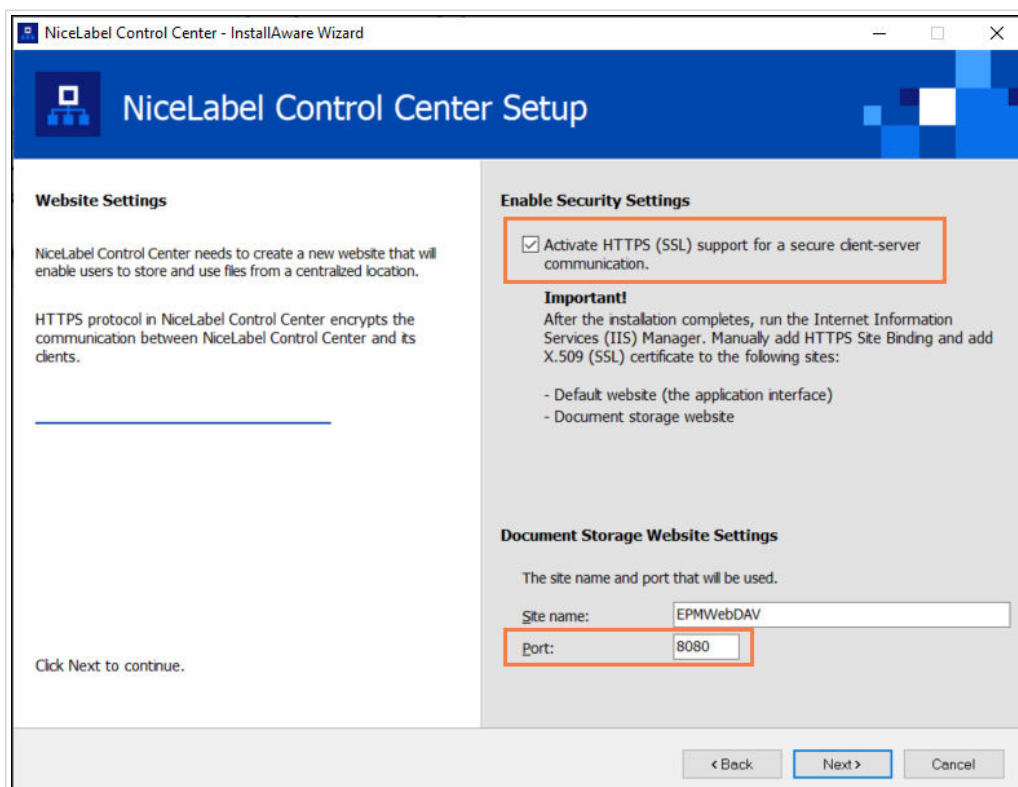 NiceLabel Control Center - InstallAware Wizard
NiceLabel Control Center Setup
Website Settings
NiceLabel Control Center needs to create a new website that will
enable users to store and use files from a centralized location.
HTTPS protocol in NiceLabel Control Center encrypts the
communication between NiceLabel Control Center and its
clients.
Click Next to continue.
Enable Security Settings
Activate HTTPS (SSL) support for a secure client-server
communication.
Important!
After the installation completes, run the Internet Information
Services (IIS) Manager. Manually add HTTPS Site Binding and add
X.509 (SSL) certificate to the following sites:
- Default website (the application interface)
- Document storage website
Document Storage Website Settings
The site name and port that will be used.
Site name: EPMWebDAV
Port: 8080
< Back Next > Cancel